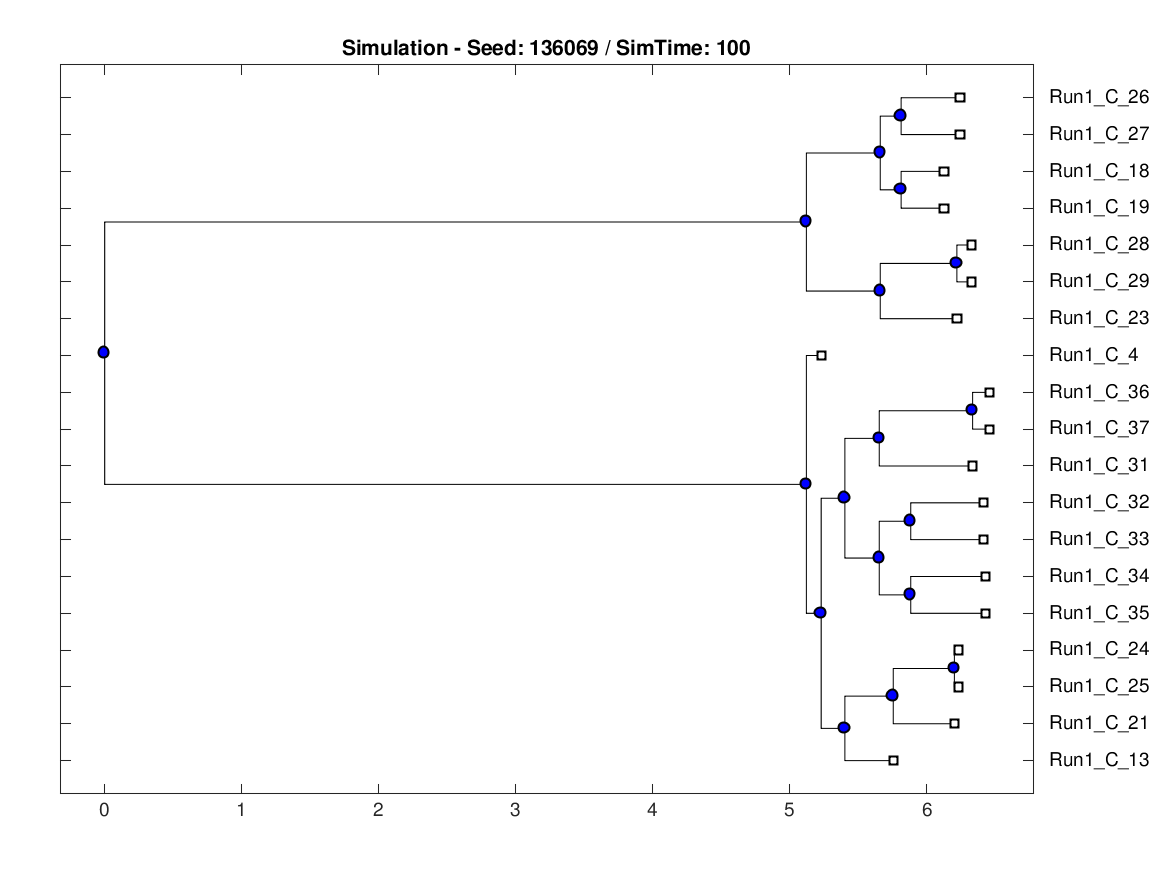 Simulation - Seed: 136069 / SimTime: 100
Run1_C_26
Run1_C_27
Run1_C_18
Run1_C_19
Run1_C_28
Run1_C_29
Run1_C_23
Run1_C_4
Run1_C_36
Run1_C_37
Run1_C_31
Run1_C_32
Run1_C_33
Run1_C_34
Run1_C_35
Run1_C_24
Run1_C_25
Run1_C_21
Run1_C_13
0 1 2 3 4 5 6